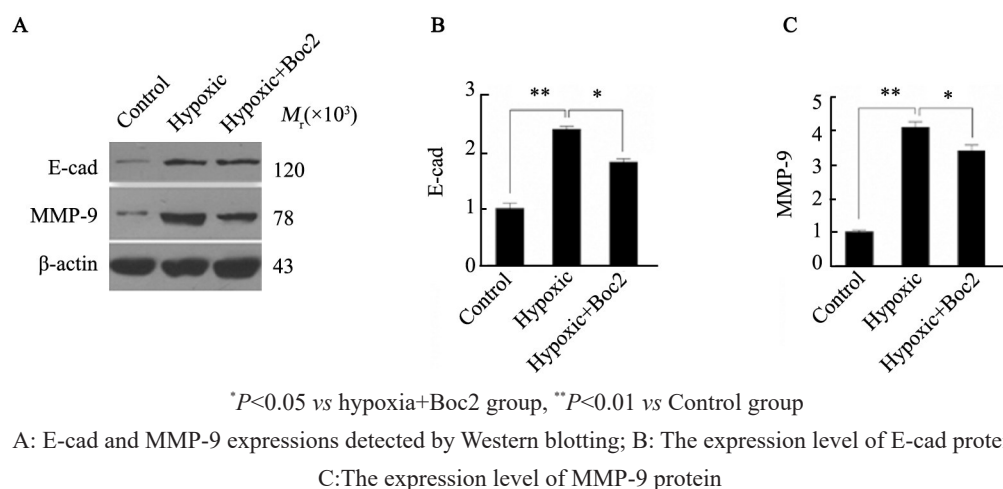 A
Control
Hypoxic
Hypoxic+Boc2
Mr(×10³)
E-cad
120
MMP-9
78
β-actin
43
B
**
*
3
2
1
0
E-cad
Control
Hypoxic
Hypoxic+Boc2
C
**
*
5
4
3
2
1
0
MMP-9
Control
Hypoxic
Hypoxic+Boc2
*P<0.05 vs hypoxia+Boc2 group, **P<0.01 vs Control group
A: E-cad and MMP-9 expressions detected by Western blotting; B: The expression level of E-cad prote
C:The expression level of MMP-9 protein